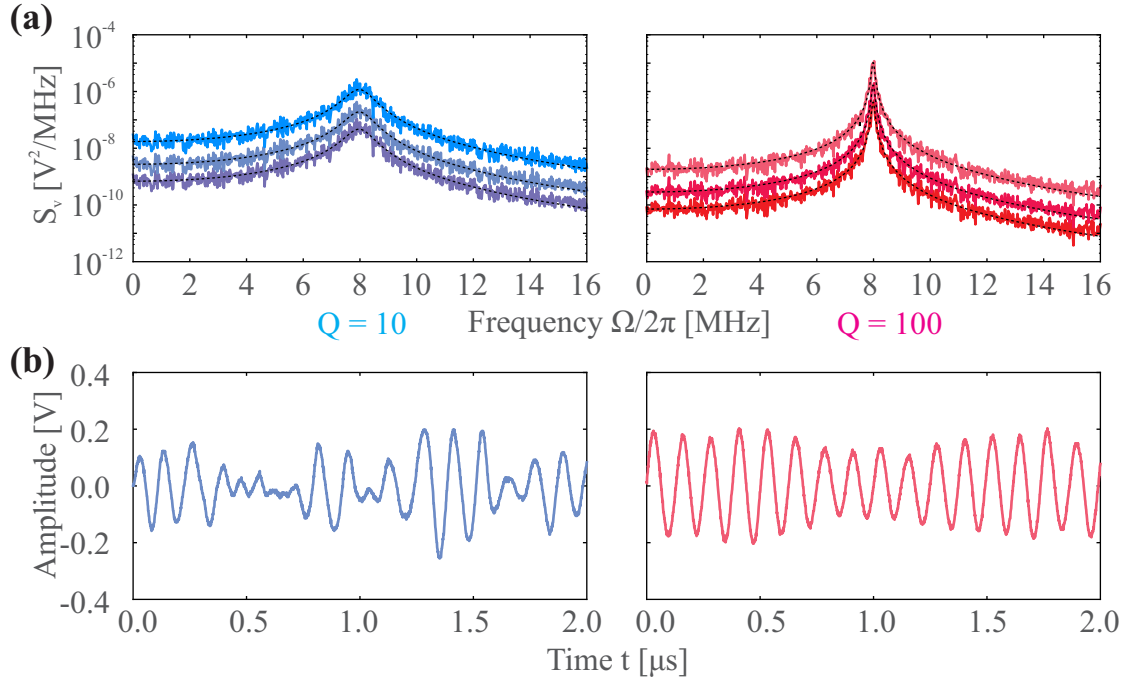 (a)
S_v [V²/MHz]
10⁻⁴
10⁻⁶
10⁻⁸
10⁻¹⁰
10⁻¹²
0 2 4 6 8 10 12 14 16
0 2 4 6 8 10 12 14 16
Q = 10 Frequency Ω/2π [MHz] Q = 100
(b)
Amplitude [V]
0.4
0.2
0.0
-0.2
-0.4
0.0 0.5 1.0 1.5 2.0
0.0 0.5 1.0 1.5 2.0
Time t [μs]